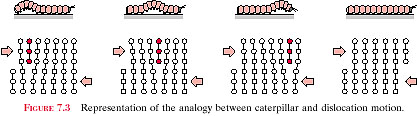 FIGURE 7.3 Representation of the analogy between caterpillar and dislocation motion.